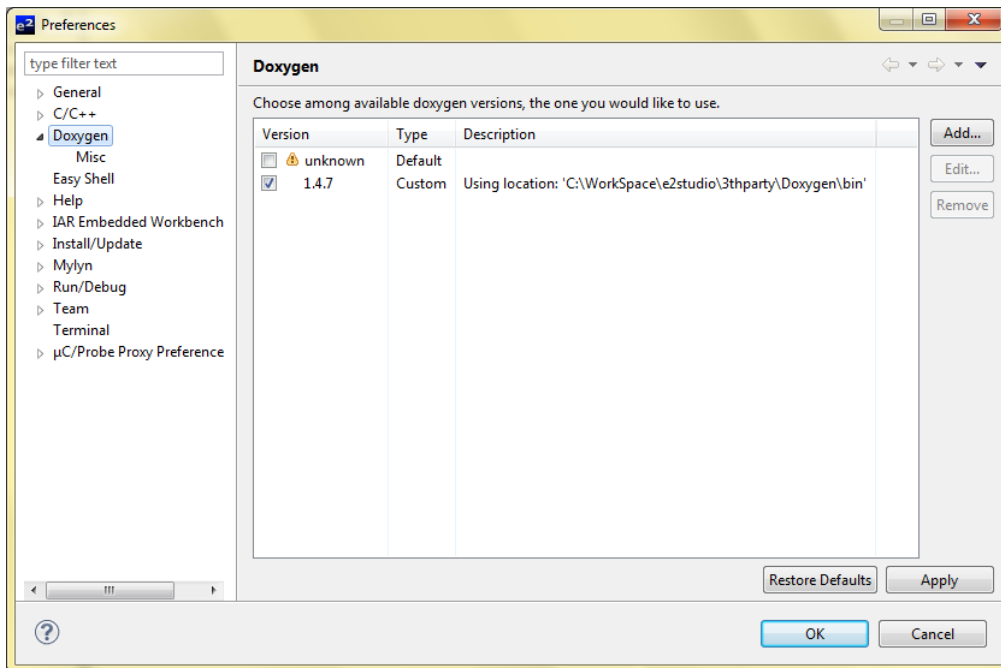 e² Preferences
type filter text
General
C/C++
Doxygen
Misc
Easy Shell
Help
IAR Embedded Workbench
Install/Update
Mylyn
Run/Debug
Team
Terminal
µC/Probe Proxy Preference
Doxygen
Choose among available doxygen versions, the one you would like to use.
Version Type Description
unknown Default
1.4.7 Custom Using location: 'C:\WorkSpace\e2studio\3thparty\Doxygen\bin'
Add...
Edit...
Remove
Restore Defaults Apply
OK Cancel